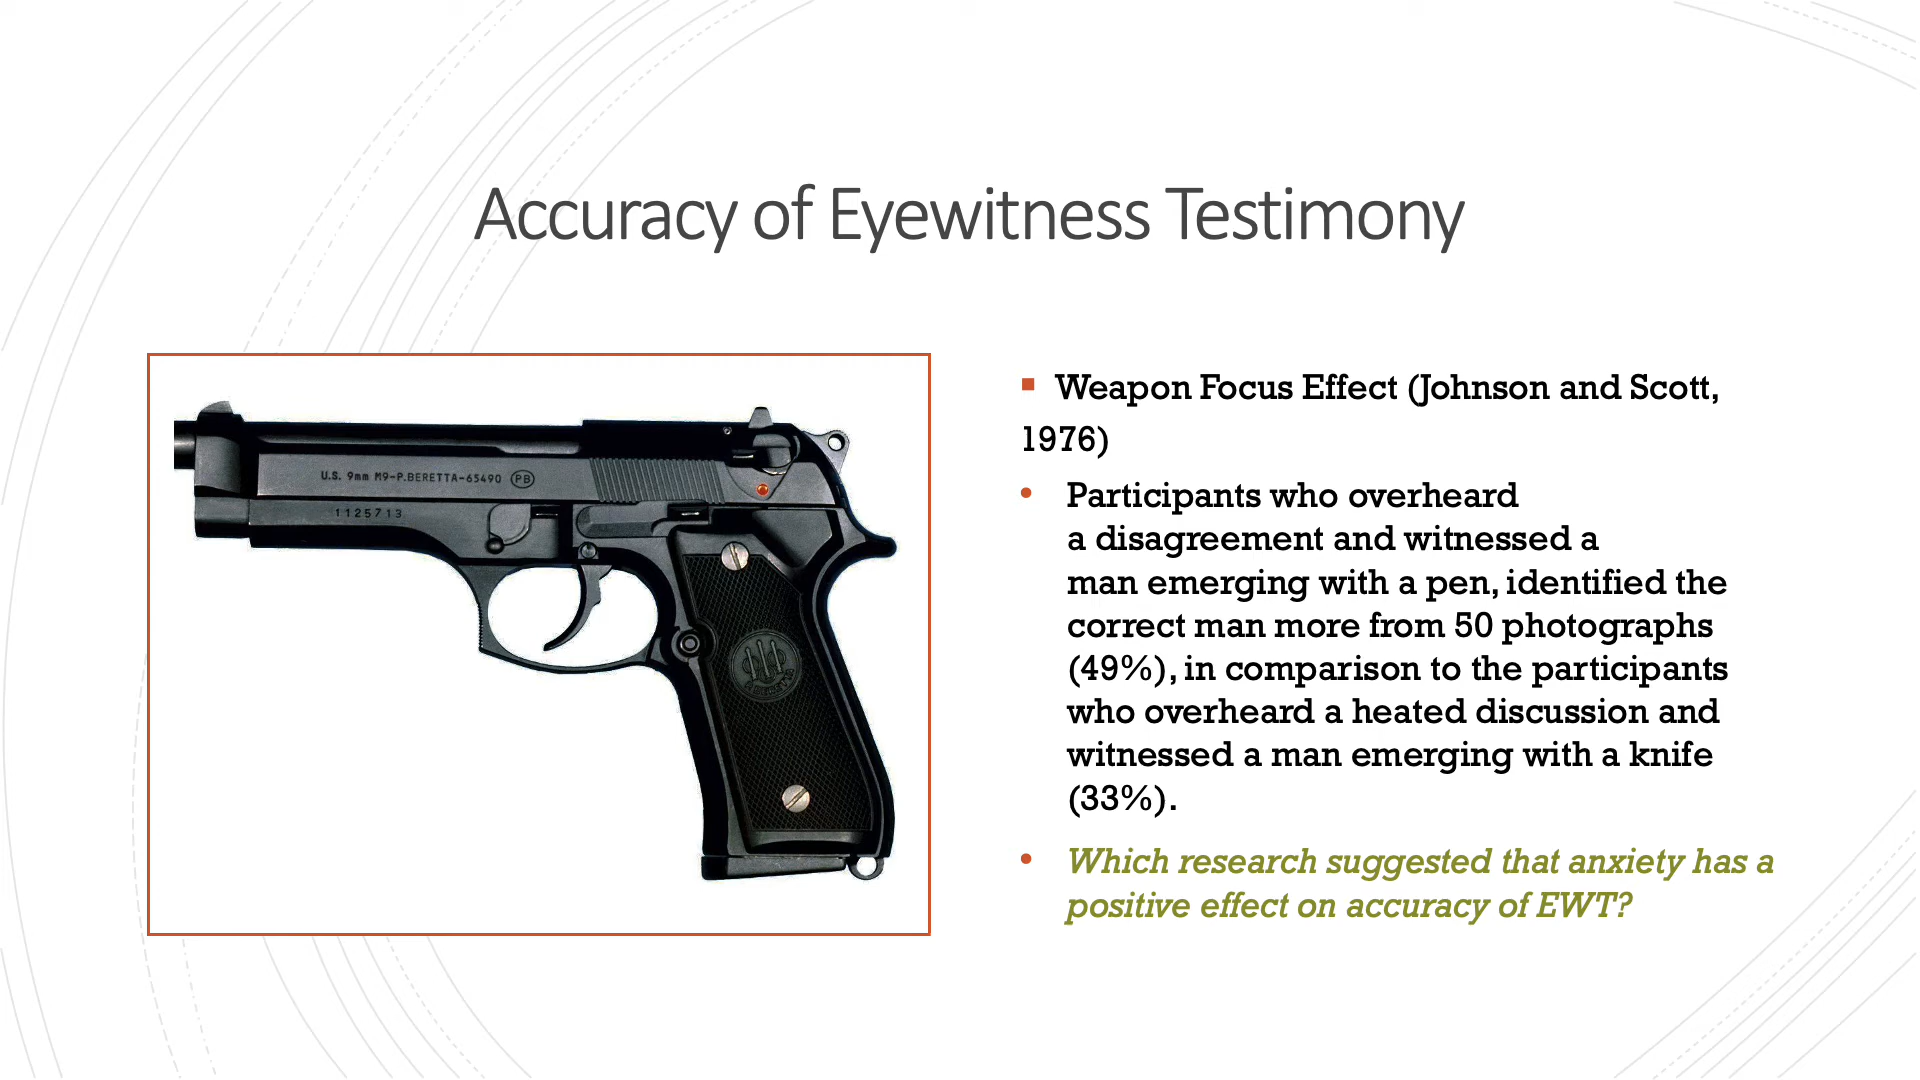 Accuracy of Eyewitness Testimony
U.S. 9mm M9-P.BERETTA-65490 PB
1125713
P. BERETTA
Weapon Focus Effect (Johnson and Scott,
1976)
Participants who overheard
a disagreement and witnessed a
man emerging with a pen, identified the
correct man more from 50 photographs
(49%), in comparison to the participants
who overheard a heated discussion and
witnessed a man emerging with a knife
(33%).
Which research suggested that anxiety has a
positive effect on accuracy of EWT?